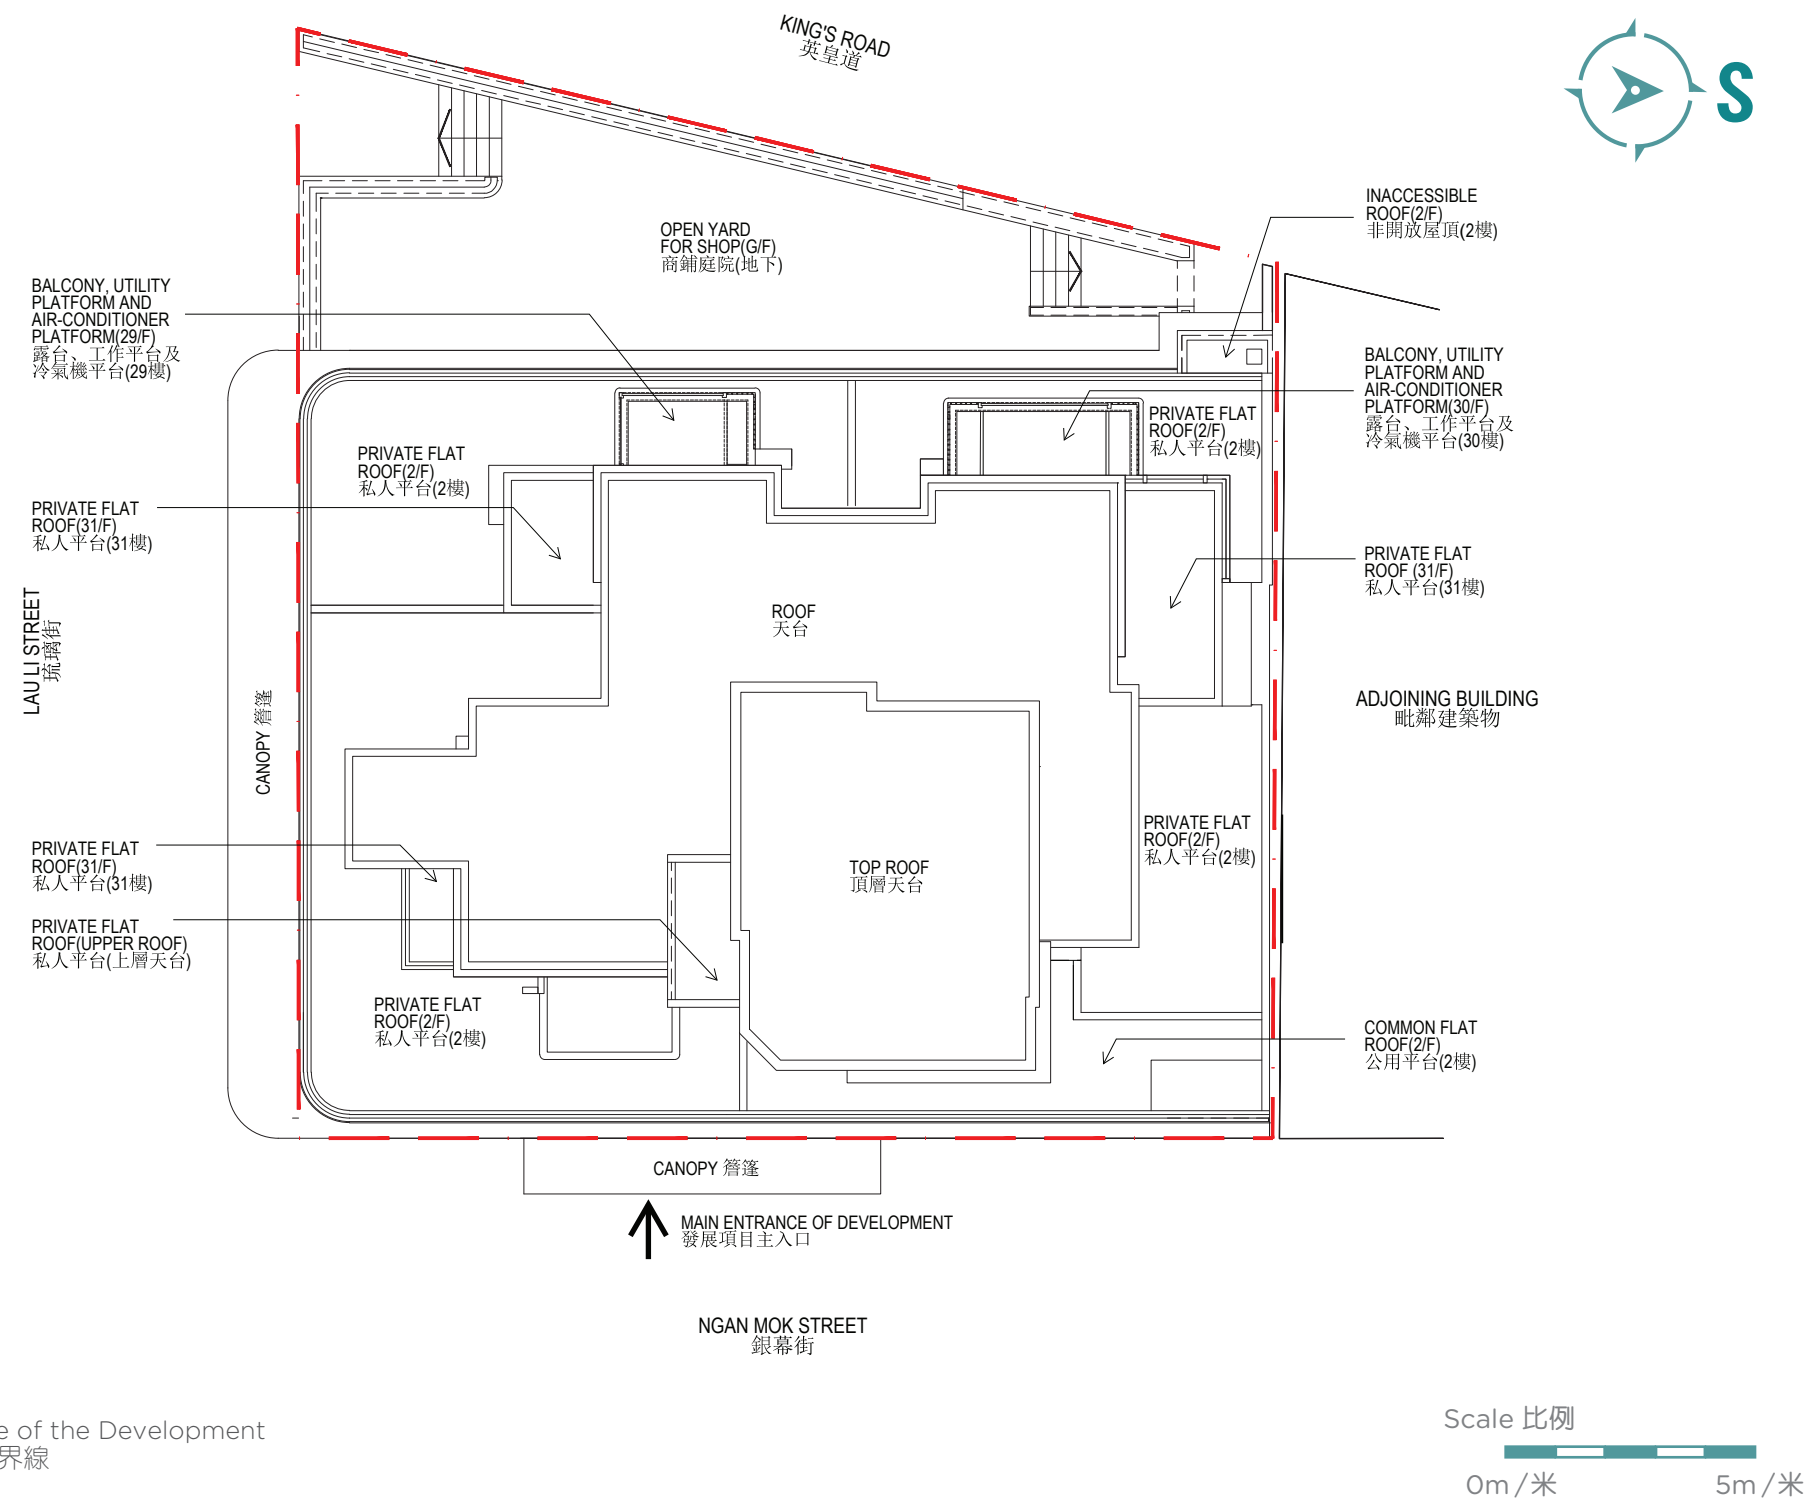 KING'S ROAD
英皇道
S
INACCESSIBLE
ROOF(2/F)
非開放屋頂(2樓)
OPEN YARD
FOR SHOP(G/F)
商鋪庭院(地下)
BALCONY, UTILITY
PLATFORM AND
AIR-CONDITIONER
PLATFORM(29/F)
露台、工作平台及
冷氣機平台(29樓)
BALCONY, UTILITY
PLATFORM AND
AIR-CONDITIONER
PLATFORM(30/F)
露台、工作平台及
冷氣機平台(30樓)
PRIVATE FLAT
ROOF(2/F)
私人平台(2樓)
PRIVATE FLAT
ROOF(2/F)
私人平台(2樓)
PRIVATE FLAT
ROOF(31/F)
私人平台(31樓)
PRIVATE FLAT
ROOF (31/F)
私人平台(31樓)
ROOF
天台
LAU LI STREET
琉璃街
CANOPY 簷篷
ADJOINING BUILDING
毗鄰建築物
PRIVATE FLAT
ROOF(2/F)
私人平台(2樓)
PRIVATE FLAT
ROOF(31/F)
私人平台(31樓)
TOP ROOF
頂層天台
PRIVATE FLAT
ROOF(UPPER ROOF)
私人平台(上層天台)
PRIVATE FLAT
ROOF(2/F)
私人平台(2樓)
COMMON FLAT
ROOF(2/F)
公用平台(2樓)
CANOPY 簷篷
MAIN ENTRANCE OF DEVELOPMENT
發展項目主入口
NGAN MOK STREET
銀幕街
e of the Development
界線
Scale 比例
0m/米
5m/米